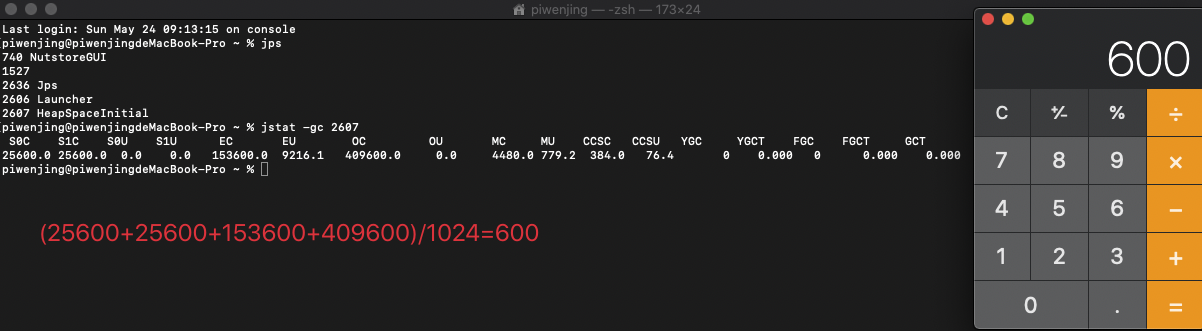 piwenjing — -zsh — 173×24
Last login: Sun May 24 09:13:15 on console
[piwenjing@piwenjingdeMacBook-Pro ~ % jps
740 NutstoreGUI
1527
2636 Jps
2606 Launcher
2607 HeapSpaceInitial
[piwenjing@piwenjingdeMacBook-Pro ~ % jstat -gc 2607
S0C S1C S0U S1U EC EU OC OU MC MU CCSC CCSU YGC YGCT FGC FGCT GCT
25600.0 25600.0 0.0 0.0 153600.0 9216.1 409600.0 0.0 4480.0 779.2 384.0 76.4 0 0.000 0 0.000 0.000
piwenjing@piwenjingdeMacBook-Pro ~ %
(25600+25600+153600+409600)/1024=600
600
C ⁺∕₋ % ÷
7 8 9 ×
4 5 6 −
1 2 3 +
0 . =